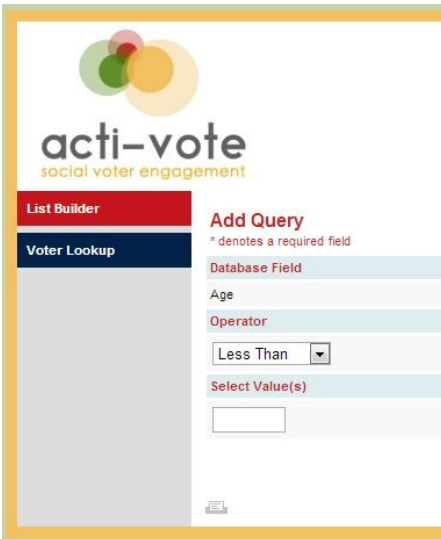 acti-vote
social voter engagement
List Builder
Voter Lookup
Add Query
* denotes a required field
Database Field
Age
Operator
Less Than
Select Value(s)